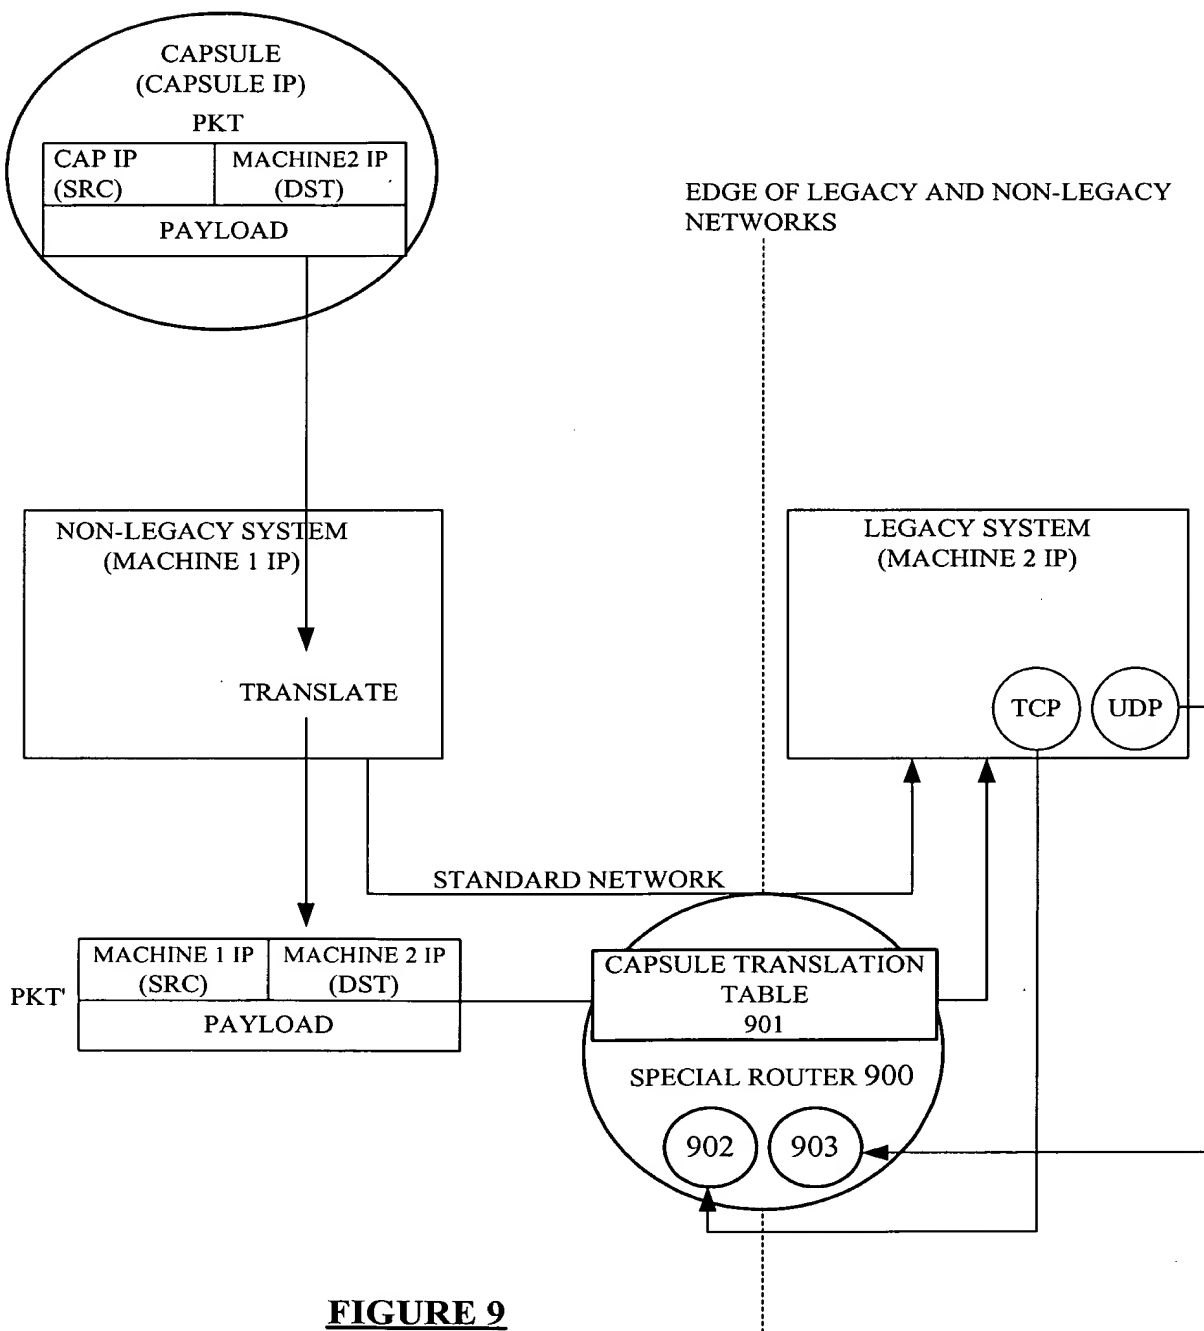 CAPSULE
(CAPSULE IP)
PKT
CAP IP
(SRC)
MACHINE2 IP
(DST)
PAYLOAD
EDGE OF LEGACY AND NON-LEGACY
NETWORKS
NON-LEGACY SYSTEM
(MACHINE 1 IP)
TRANSLATE
LEGACY SYSTEM
(MACHINE 2 IP)
TCP
UDP
STANDARD NETWORK
PKT'
MACHINE 1 IP
(SRC)
MACHINE 2 IP
(DST)
PAYLOAD
CAPSULE TRANSLATION
TABLE
901
SPECIAL ROUTER 900
902
903
FIGURE 9